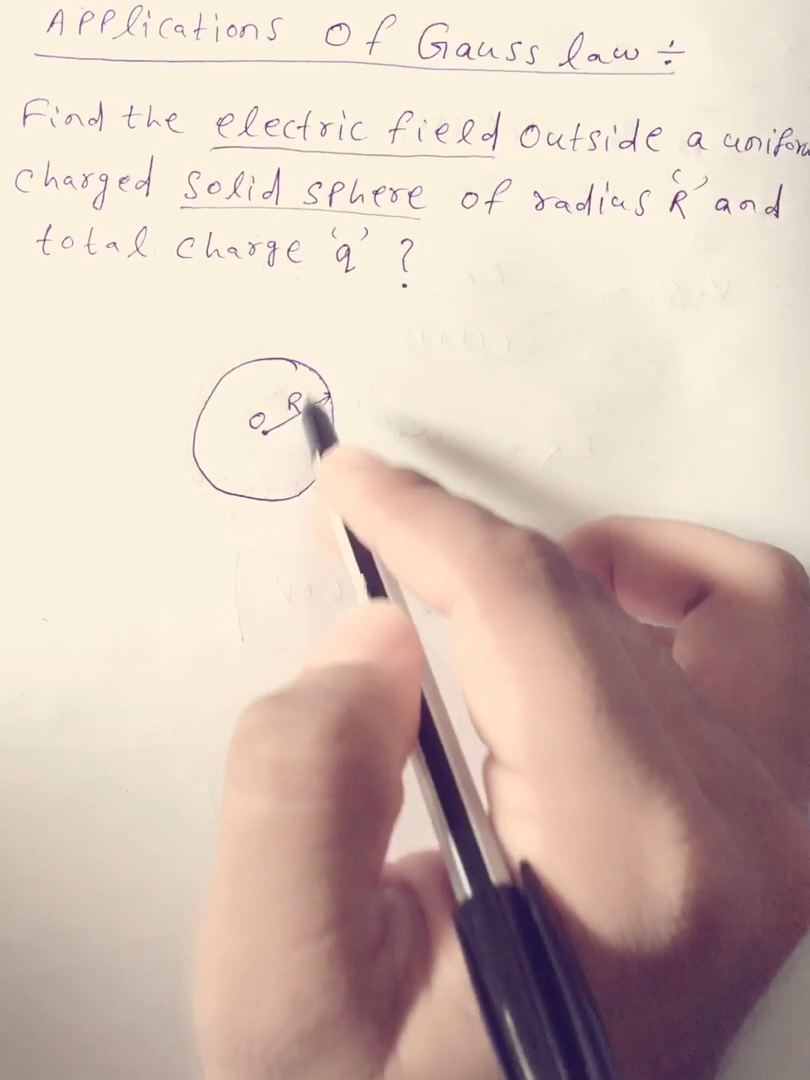 Applications Of Gauss law ÷
Find the electric field outside a uniform
charged solid sphere of radius 'R' and
total charge 'q' ?
R
O